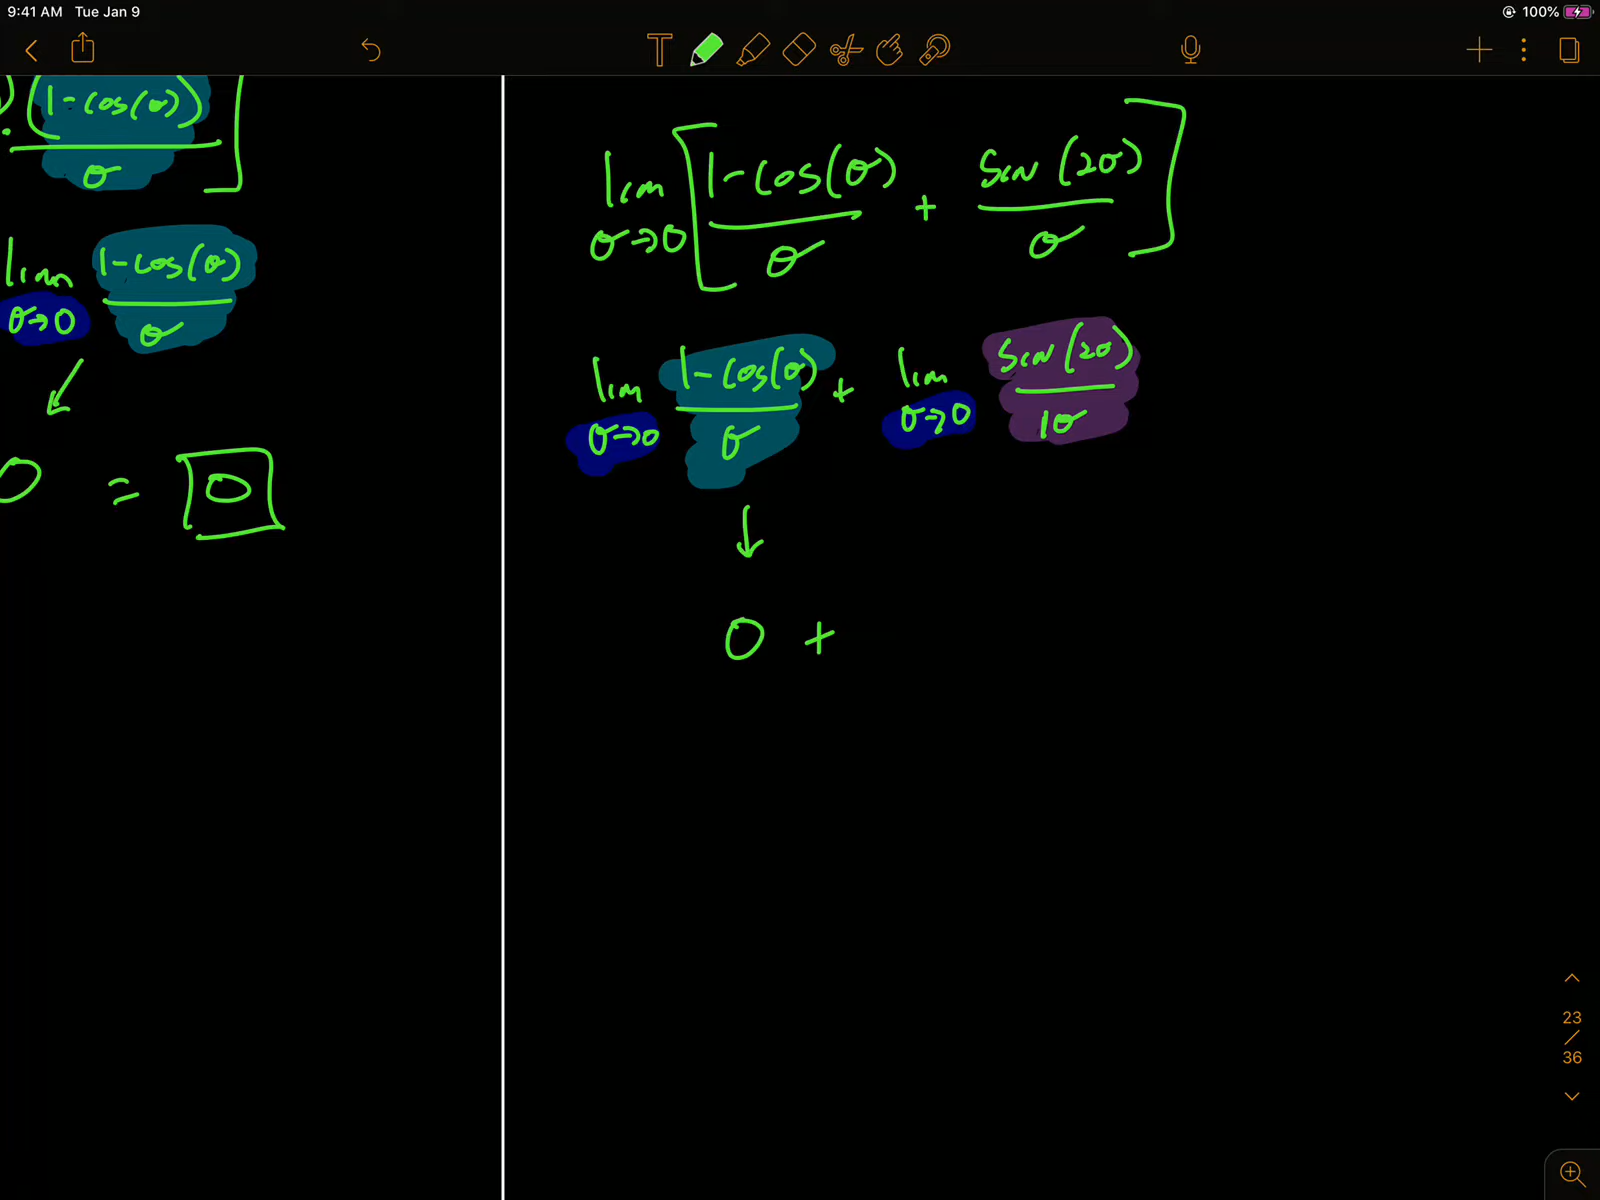 9:41 AM Tue Jan 9
100%
. (1-cos(θ))
θ
lim 1-cos(θ)
θ→0 θ
0 = 0
lim [ 1-cos(θ) + sin(2θ) ]
θ→0 θ θ
lim 1-cos(θ) + lim sin(2θ)
θ→0 θ θ→0 1θ
↓
0 +
23
/
36